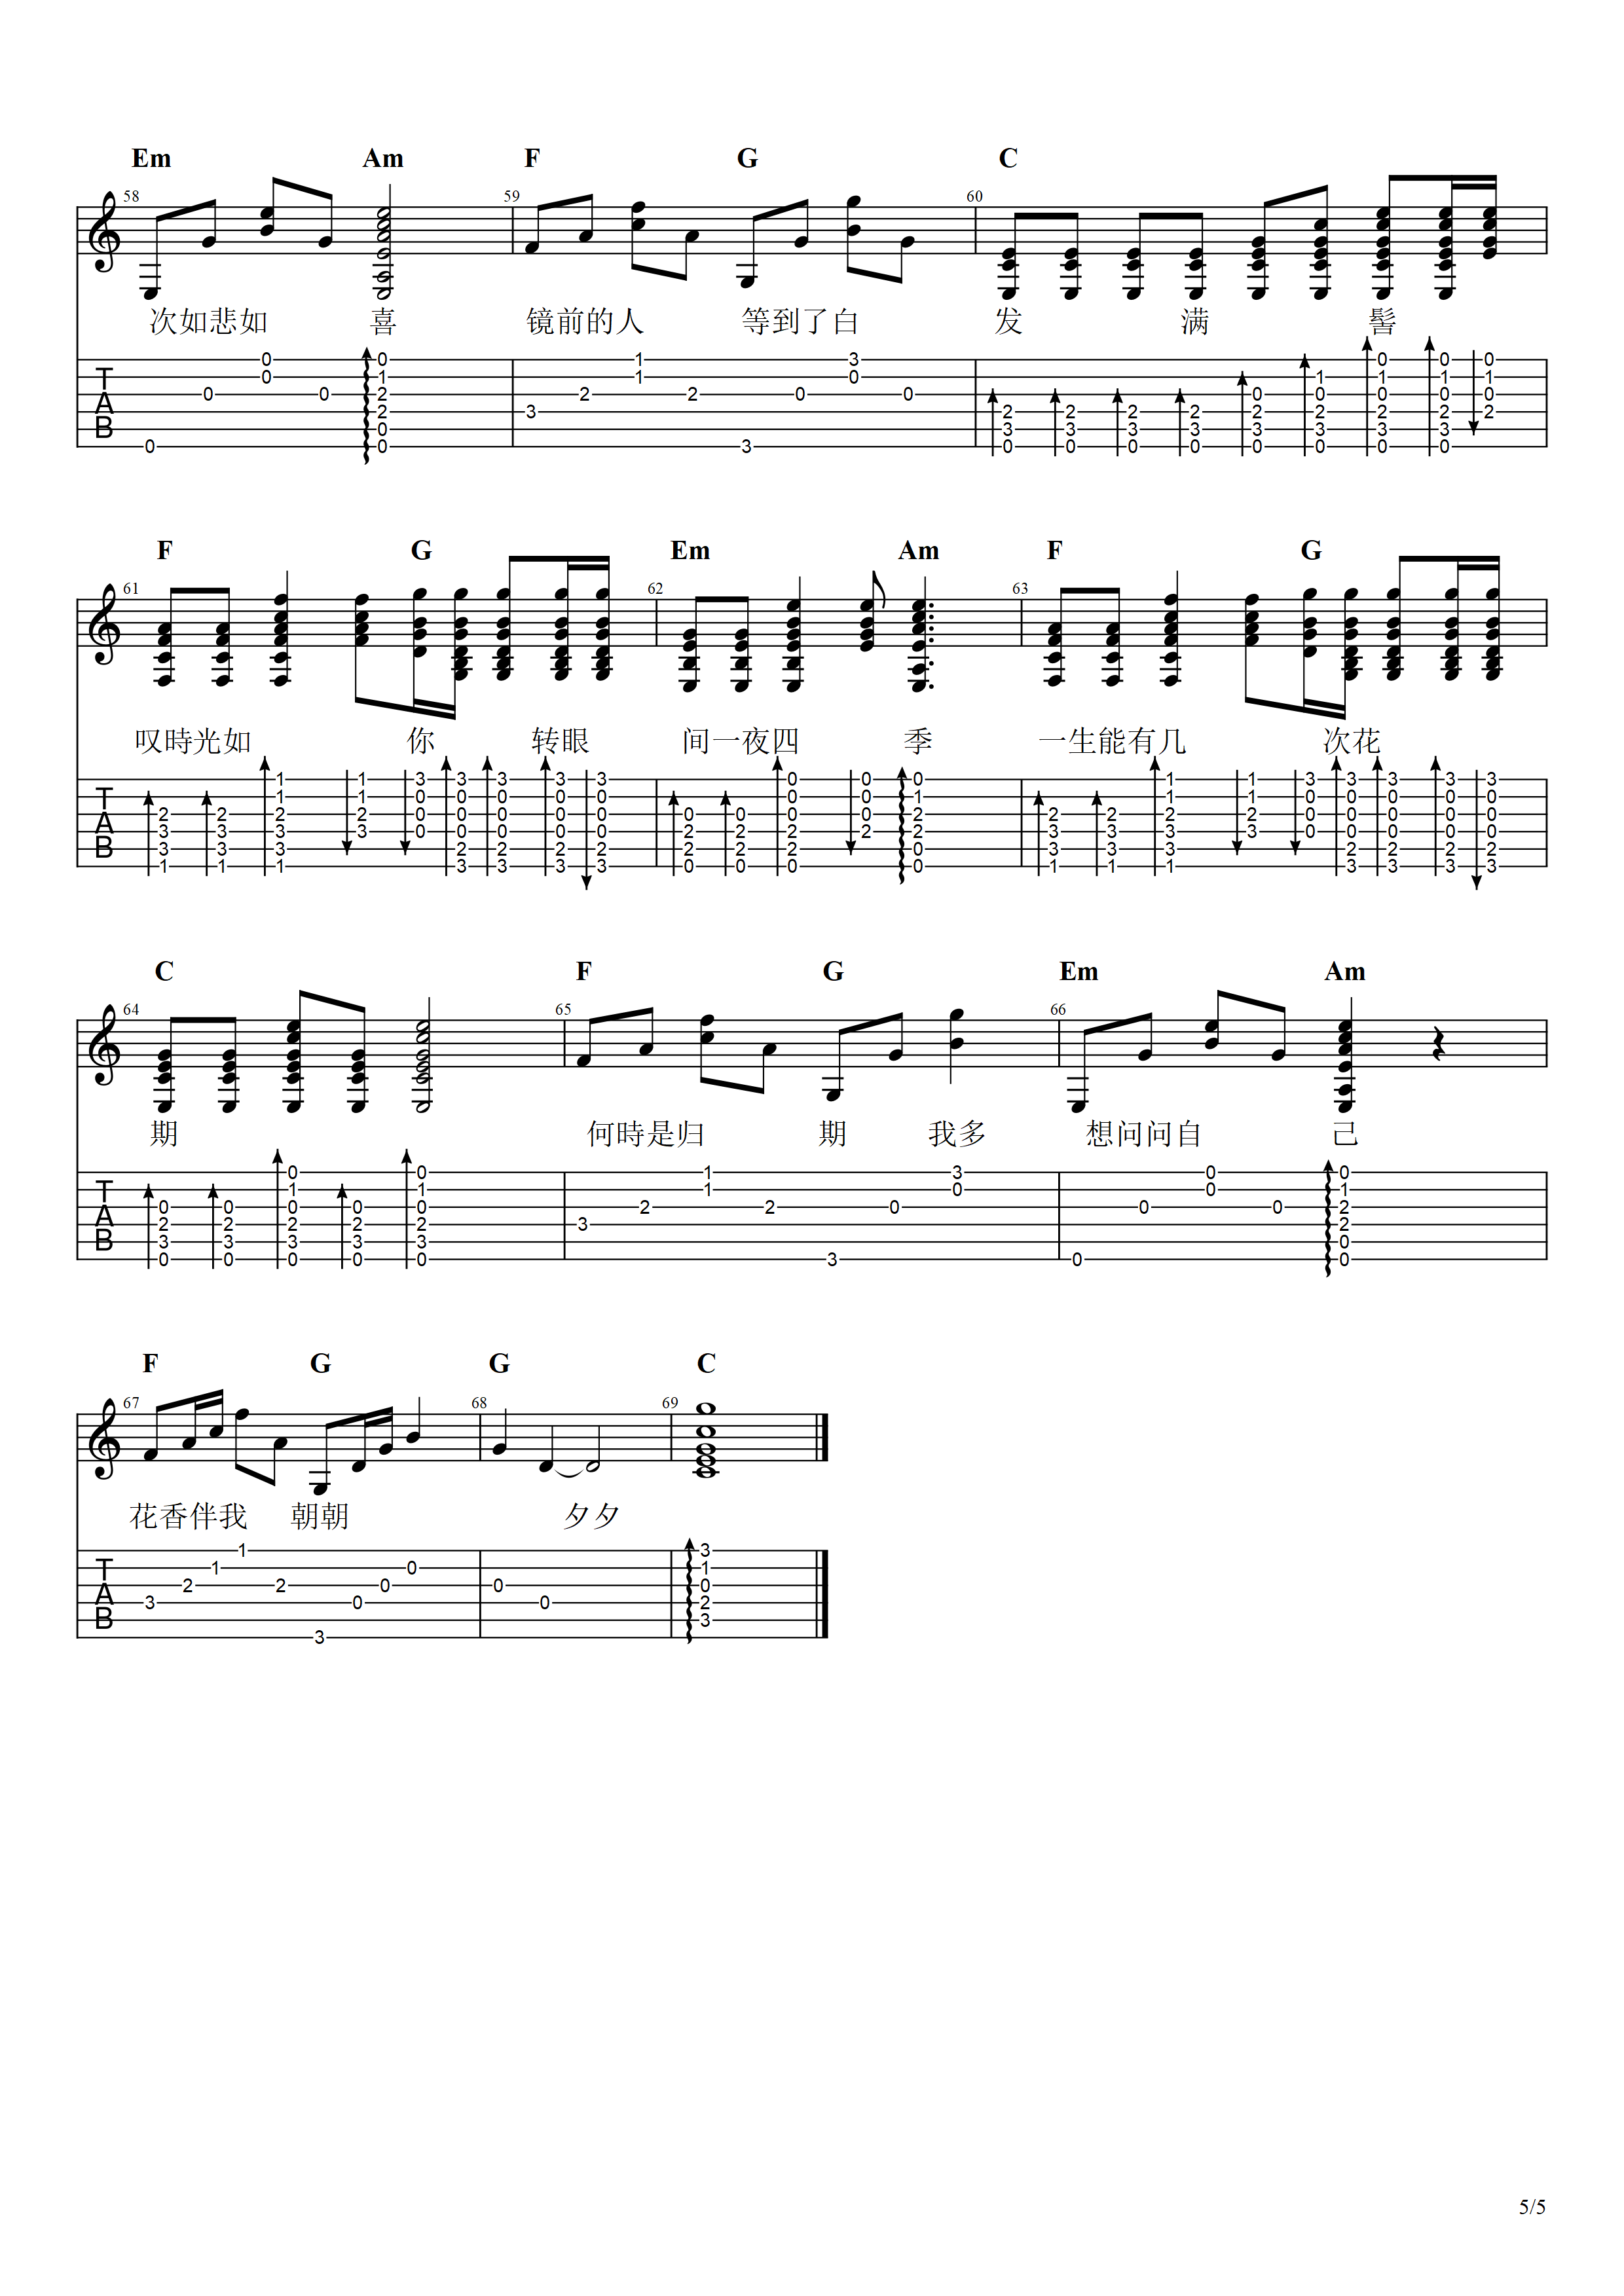 Em Am F G C
58 59 60
次如悲如 喜 镜前的人 等到了白 发 满 髻
T A B
F G Em Am F G
61 62 63
叹時光如 你 转眼 间一夜四 季 一生能有几 次花
T A B
C F G Em Am
64 65 66
期 何時是归 期 我多 想问问自 己
T A B
F G G C
67 68 69
花香伴我 朝朝 夕夕
T A B
5/5